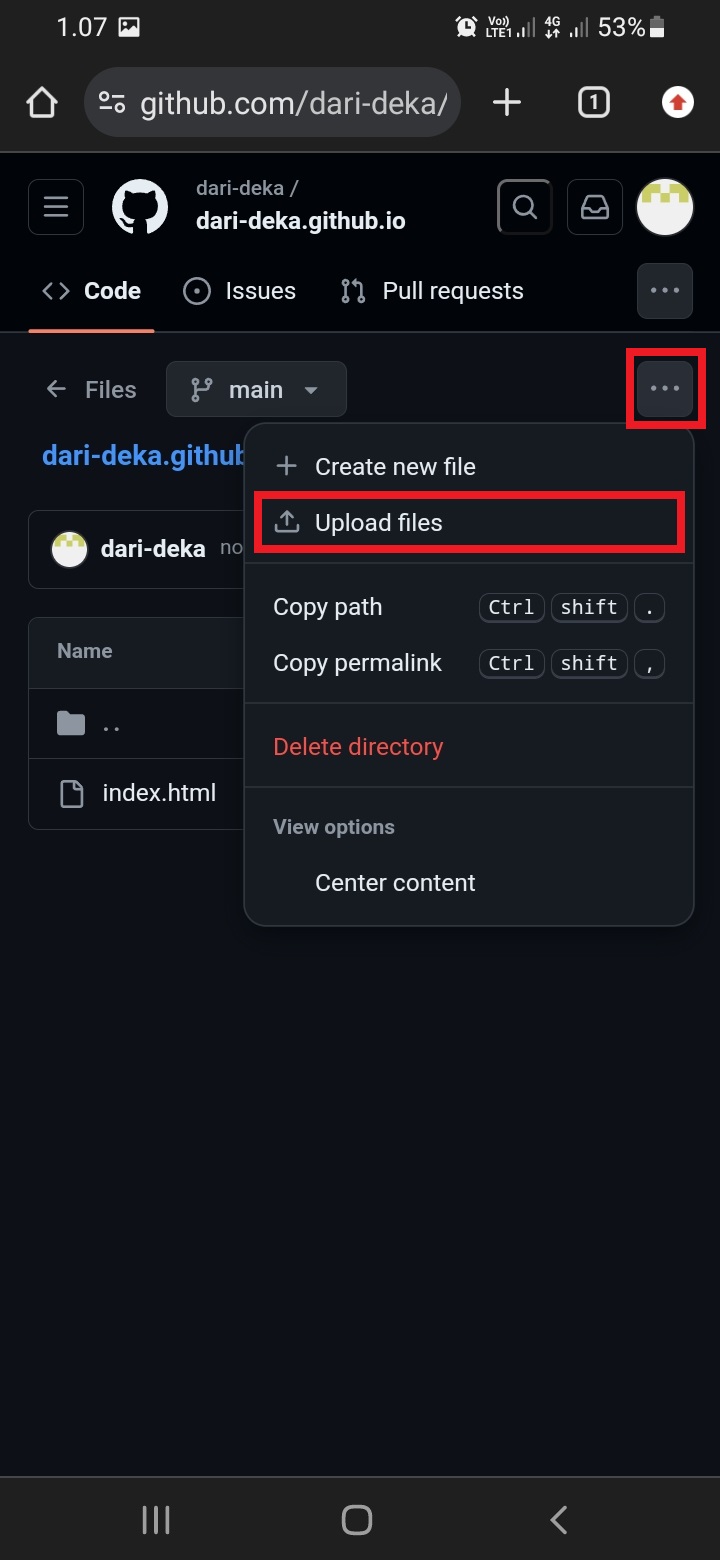 1.07
Vo)) LTE1 4G 53%
github.com/dari-deka/
1
dari-deka /
dari-deka.github.io
Code Issues Pull requests
Files main
dari-deka.github
Create new file
Upload files
dari-deka no
Copy path Ctrl shift .
Name
Copy permalink Ctrl shift ,
..
Delete directory
index.html
View options
Center content